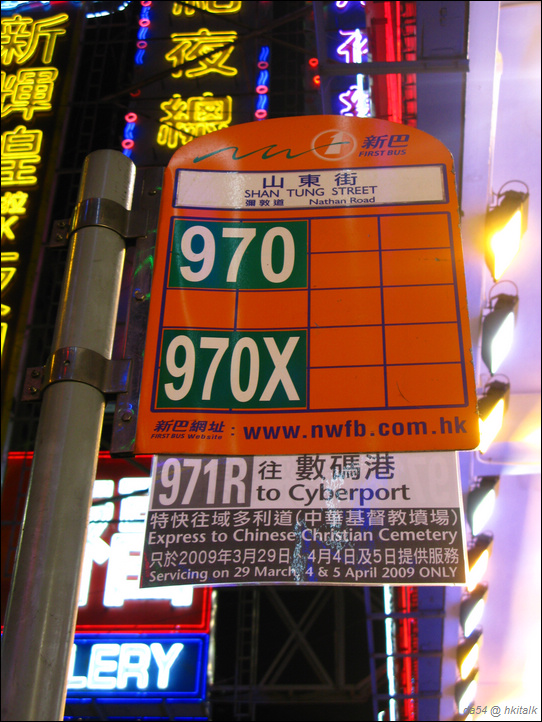 新輝皇
花夜總
新巴
FIRST BUS
山東街
SHAN TUNG STREET
彌敦道 Nathan Road
970
970X
新巴網址
FIRST BUS Website : www.nwfb.com.hk
971R 往 數碼港
to Cyberport
特快往域多利道(中華基督教墳場)
Express to Chinese Christian Cemetery
只於2009年3月29日、4月4日及5日提供服務
Servicing on 29 March, 4 & 5 April 2009 ONLY
LERY
da54 @ hkitalk